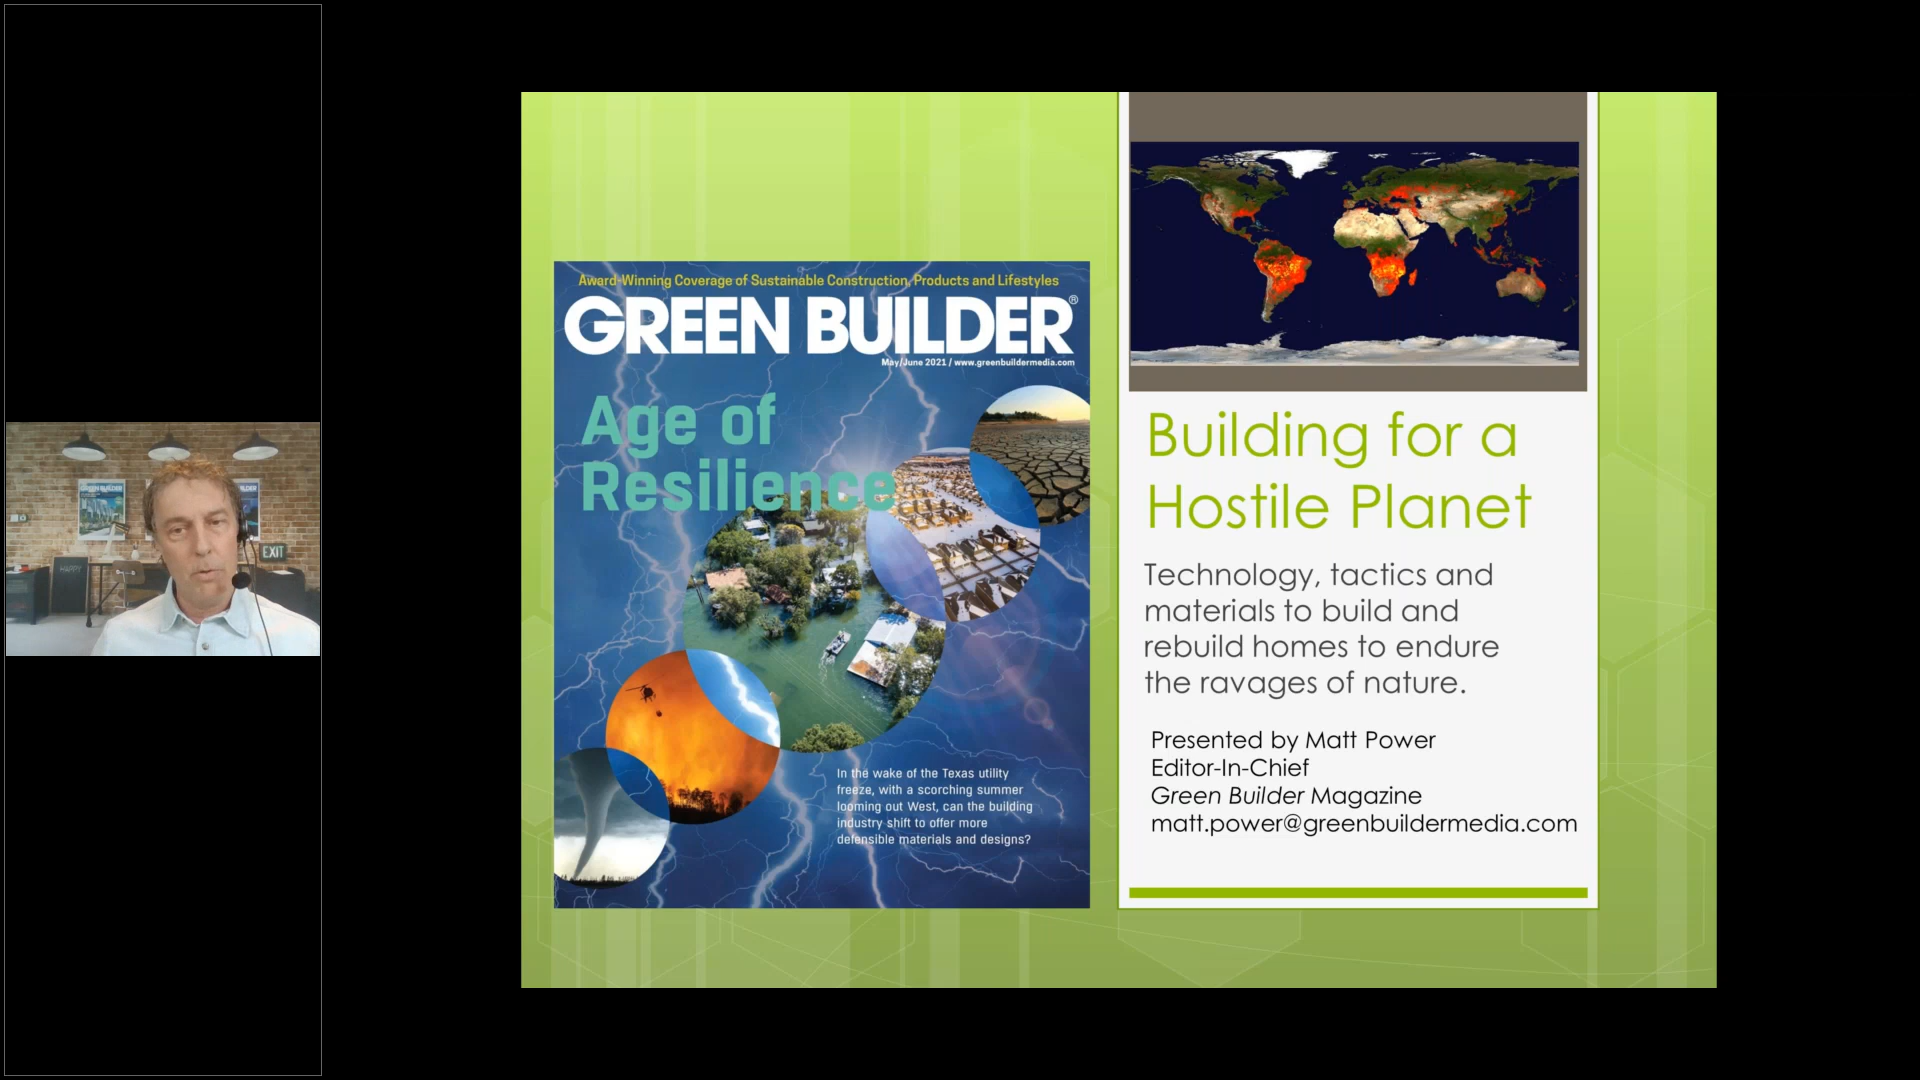 GREEN BUILDER
HAPPY
EXIT
Award-Winning Coverage of Sustainable Construction, Products and Lifestyles
GREEN BUILDER®
May/June 2021 / www.greenbuildermedia.com
Age of
Resilience
In the wake of the Texas utility
freeze, with a scorching summer
looming out West, can the building
industry shift to offer more
defensible materials and designs?
Building for a
Hostile Planet
Technology, tactics and
materials to build and
rebuild homes to endure
the ravages of nature.
Presented by Matt Power
Editor-In-Chief
Green Builder Magazine
matt.power@greenbuildermedia.com